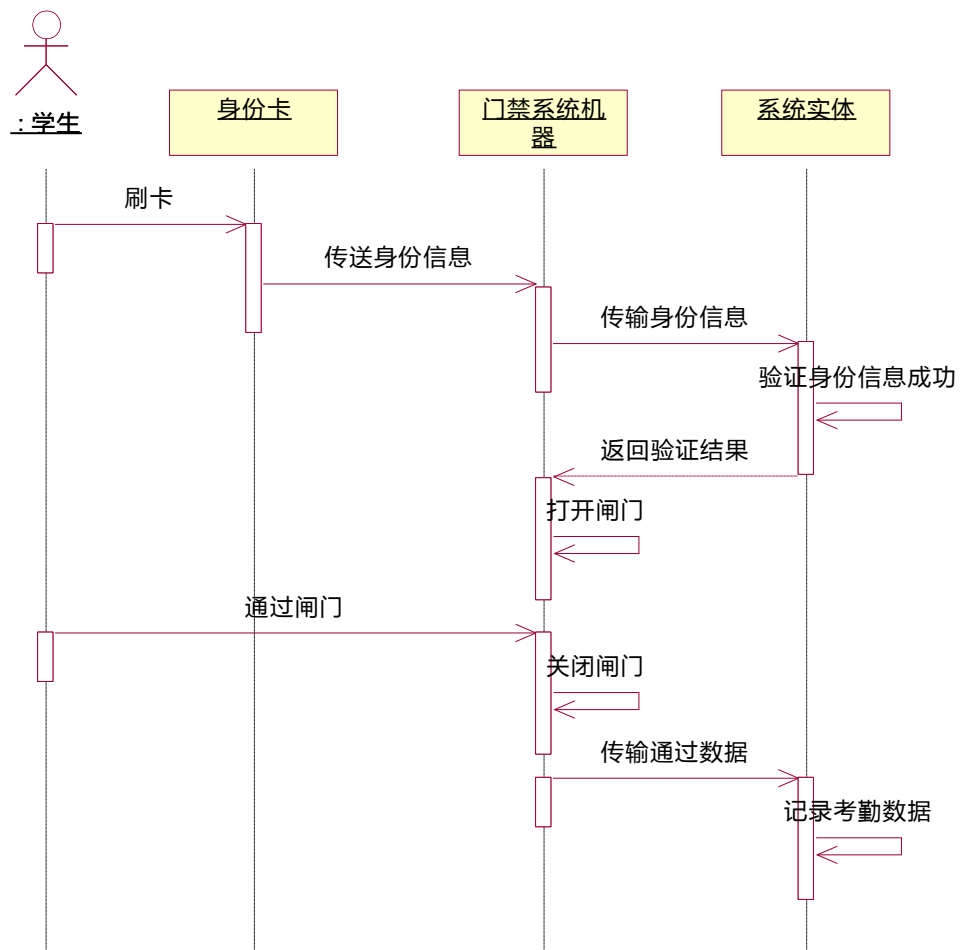 : 学生
身份卡
门禁系统机
器
系统实体
刷卡
传送身份信息
传输身份信息
验证身份信息成功
返回验证结果
打开闸门
通过闸门
关闭闸门
传输通过数据
记录考勤数据